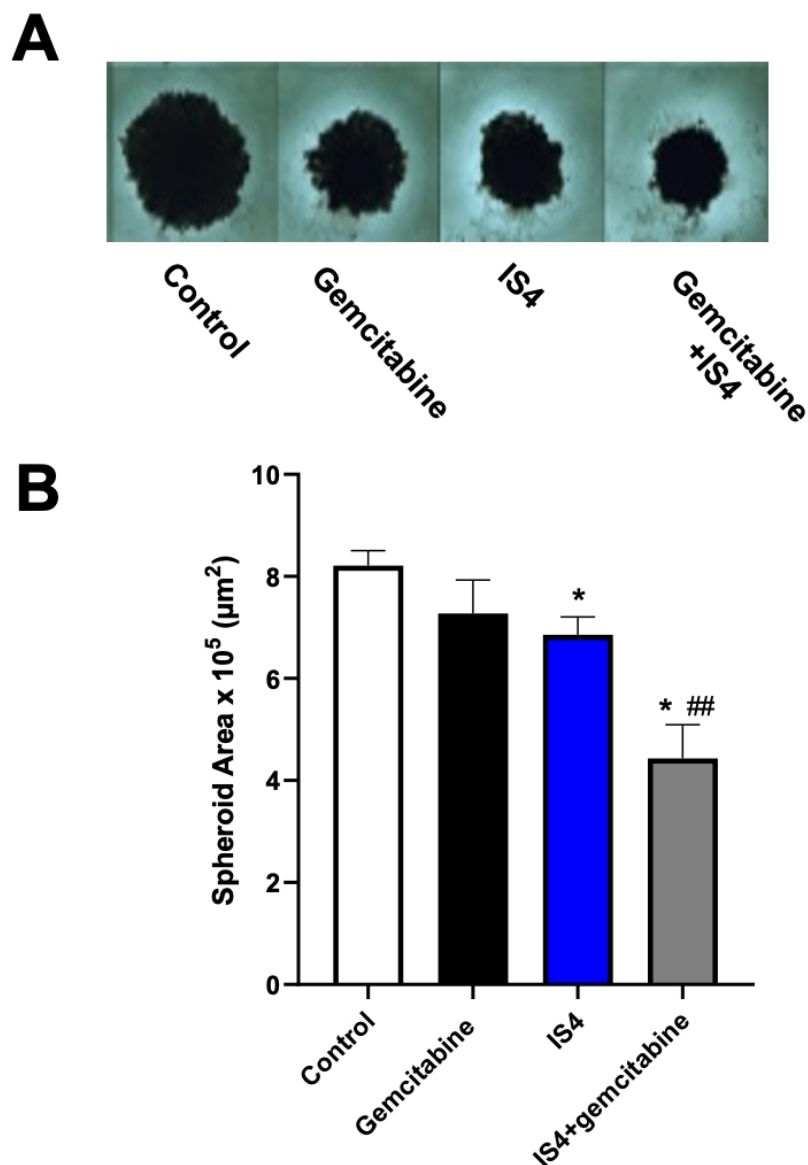 A
Control
Gemcitabine
IS4
Gemcitabine
+IS4
B
Spheroid Area x 10⁵ (µm²)
10
8
6
4
2
0
*
* ##
Control
Gemcitabine
IS4
IS4+gemcitabine